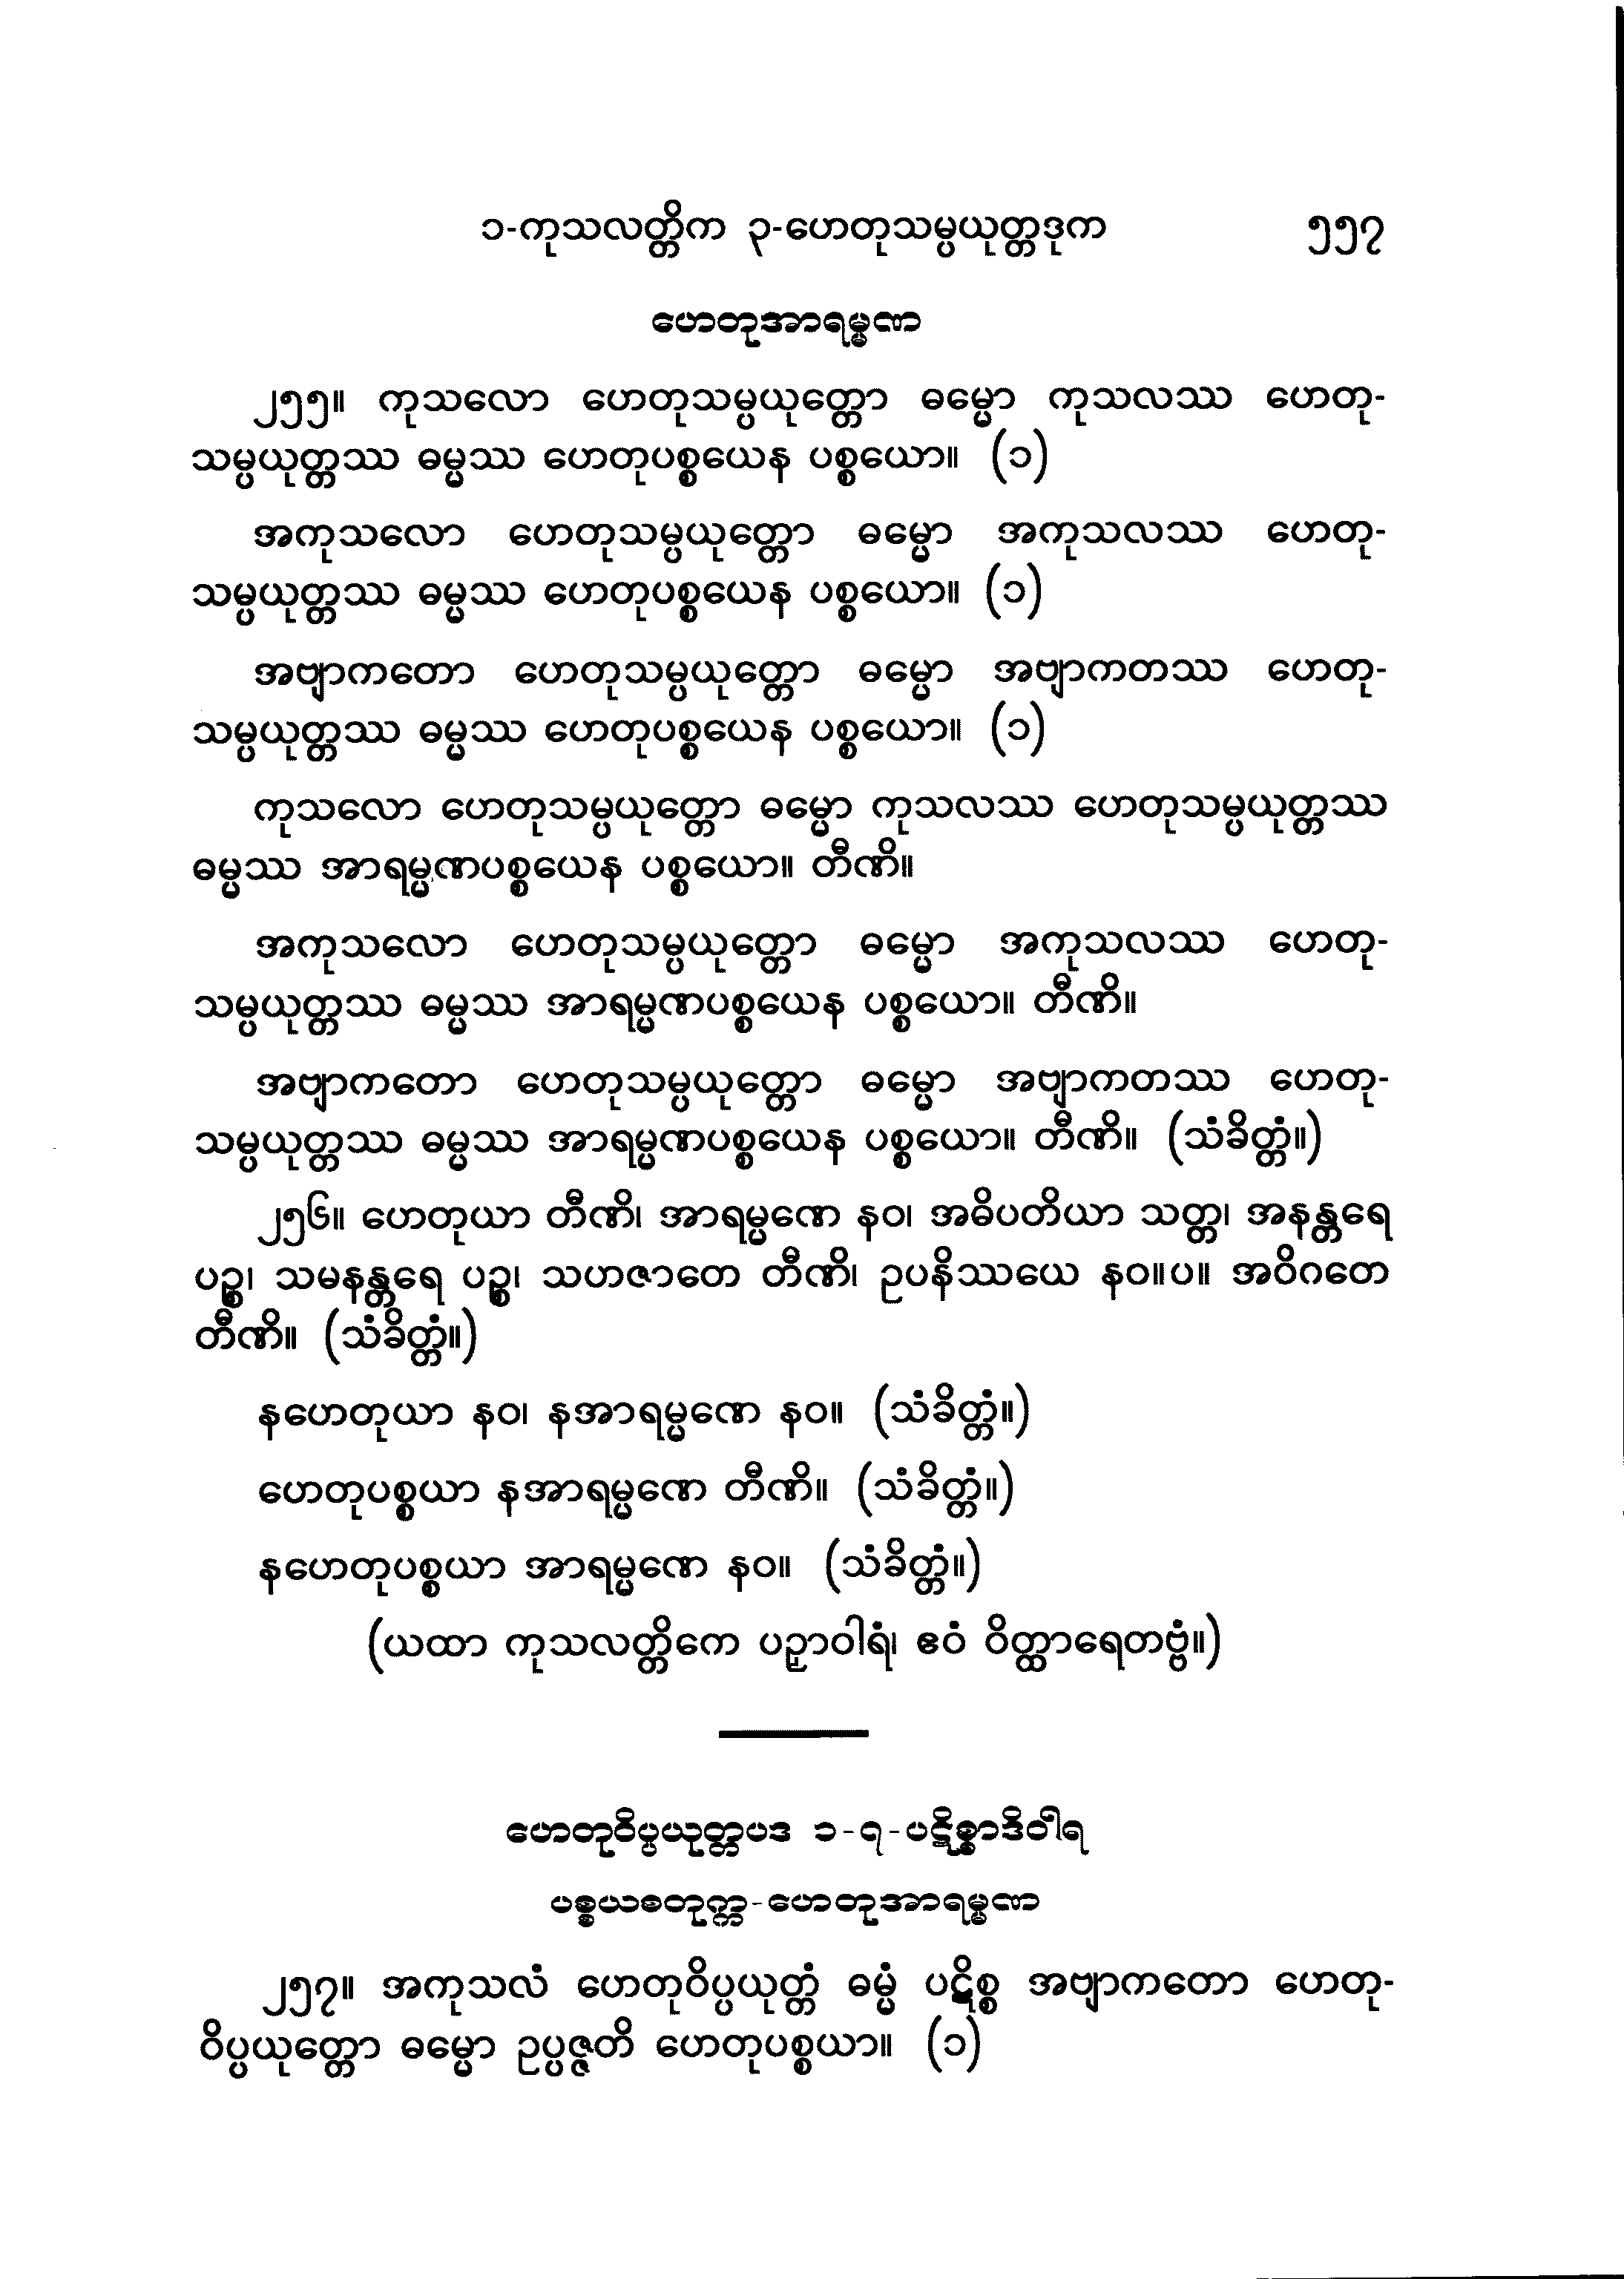 ၁-ကုသလတ္တိက ၃-ဟေတုသမ္ပယုတ္တဒုက ၅၅၇
ဟေတုအာရမ္မဏ
၂၅၅။ ကုသလော ဟေတုသမ္ပယုတ္တော ဓမ္မော ကုသလဿ ဟေတု-
သမ္ပယုတ္တဿ ဓမ္မဿ ဟေတုပစ္စယေန ပစ္စယော။ (၁)
အကုသလော ဟေတုသမ္ပယုတ္တော ဓမ္မော အကုသလဿ ဟေတု-
သမ္ပယုတ္တဿ ဓမ္မဿ ဟေတုပစ္စယေန ပစ္စယော။ (၁)
အဗျာကတော ဟေတုသမ္ပယုတ္တော ဓမ္မော အဗျာကတဿ ဟေတု-
သမ္ပယုတ္တဿ ဓမ္မဿ ဟေတုပစ္စယေန ပစ္စယော။ (၁)
ကုသလော ဟေတုသမ္ပယုတ္တော ဓမ္မော ကုသလဿ ဟေတုသမ္ပယုတ္တဿ
ဓမ္မဿ အာရမ္မဏပစ္စယေန ပစ္စယော။ တီဏိ။
အကုသလော ဟေတုသမ္ပယုတ္တော ဓမ္မော အကုသလဿ ဟေတု-
သမ္ပယုတ္တဿ ဓမ္မဿ အာရမ္မဏပစ္စယေန ပစ္စယော။ တီဏိ။
အဗျာကတော ဟေတုသမ္ပယုတ္တော ဓမ္မော အဗျာကတဿ ဟေတု-
သမ္ပယုတ္တဿ ဓမ္မဿ အာရမ္မဏပစ္စယေန ပစ္စယော။ တီဏိ။ (သံခိတ္တံ။)
၂၅၆။ ဟေတုယာ တီဏိ၊ အာရမ္မဏေ နဝ၊ အဓိပတိယာ သတ္တ၊ အနန္တရေ
ပဉ္စ၊ သမနန္တရေ ပဉ္စ၊ သဟဇာတေ တီဏိ၊ ဥပနိဿယေ နဝ။ပ။ အဝိဂတေ
တီဏိ။ (သံခိတ္တံ။)
နဟေတုယာ နဝ၊ နအာရမ္မဏေ နဝ။ (သံခိတ္တံ။)
ဟေတုပစ္စယာ နအာရမ္မဏေ တီဏိ။ (သံခိတ္တံ။)
နဟေတုပစ္စယာ အာရမ္မဏေ နဝ။ (သံခိတ္တံ။)
(ယထာ ကုသလတ္တိကေ ပဉှာဝါရံ၊ ဧဝံ ဝိတ္ထာရေတဗ္ဗံ။)
ဟေတုဝိပ္ပယုတ္တပဒ ၁-၇-ပဋိစ္စာဒိဝါရ
ပစ္စယစတုက္က-ဟေတုအာရမ္မဏ
၂၅၇။ အကုသလံ ဟေတုဝိပ္ပယုတ္တံ ဓမ္မံ ပဋိစ္စ အဗျာကတော ဟေတု-
ဝိပ္ပယုတ္တော ဓမ္မော ဥပ္ပဇ္ဇတိ ဟေတုပစ္စယာ။ (၁)